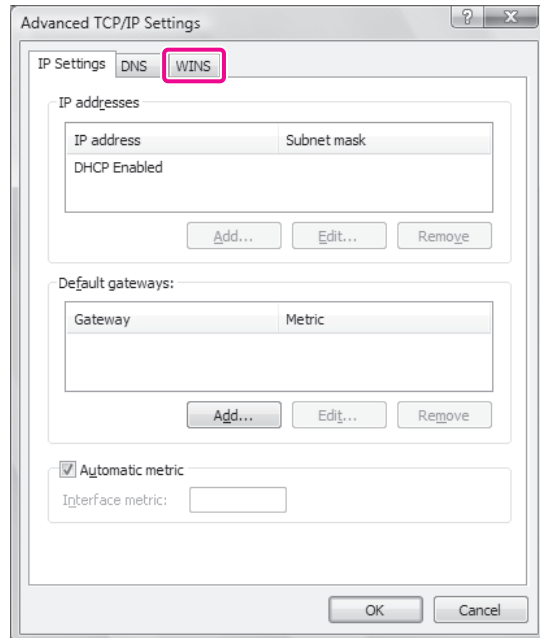 Advanced TCP/IP Settings
? X
IP Settings DNS WINS
IP addresses
IP address Subnet mask
DHCP Enabled
Add... Edit... Remove
Default gateways:
Gateway Metric
Add... Edit... Remove
Automatic metric
Interface metric:
OK Cancel